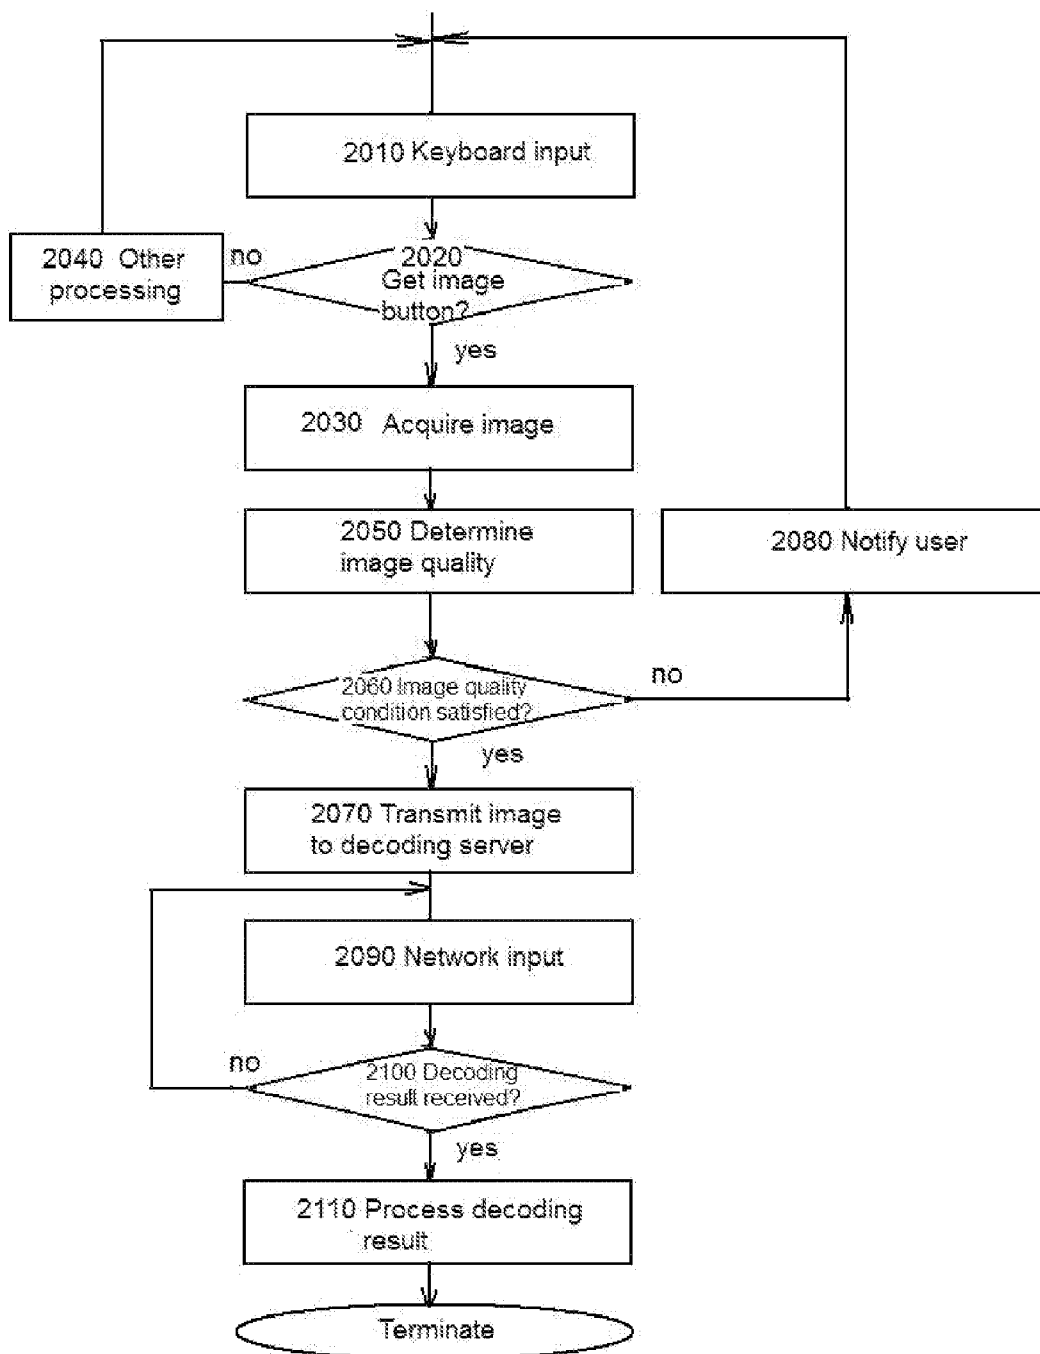 2010 Keyboard input
2040 Other
processing
no
2020
Get image
button?
yes
2030 Acquire image
2050 Determine
image quality
2080 Notify user
2060 Image quality
condition satisfied?
no
yes
2070 Transmit image
to decoding server
2090 Network input
no
2100 Decoding
result received?
yes
2110 Process decoding
result
Terminate